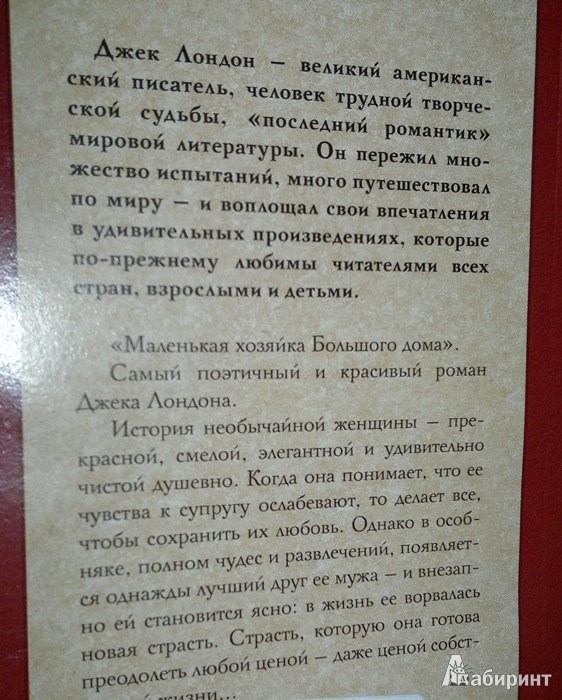 Джек Лондон — великий американ-
ский писатель, человек трудной творче-
ской судьбы, «последний романтик»
мировой литературы. Он пережил мно-
жество испытаний, много путешествовал
по миру — и воплощал свои впечатления
в удивительных произведениях, которые
по-прежнему любимы читателями всех
стран, взрослыми и детьми.
«Маленькая хозяйка Большого дома».
Самый поэтичный и красивый роман
Джека Лондона.
История необычайной женщины — пре-
красной, смелой, элегантной и удивительно
чистой душевно. Когда она понимает, что ее
чувства к супругу ослабевают, то делает все,
чтобы сохранить их любовь. Однако в особ-
няке, полном чудес и развлечений, появляет-
ся однажды лучший друг ее мужа — и внезап-
но ей становится ясно: в жизнь ее ворвалась
новая страсть. Страсть, которую она готова
преодолеть любой ценой — даже ценой собст-
жизни...
Лабиринт